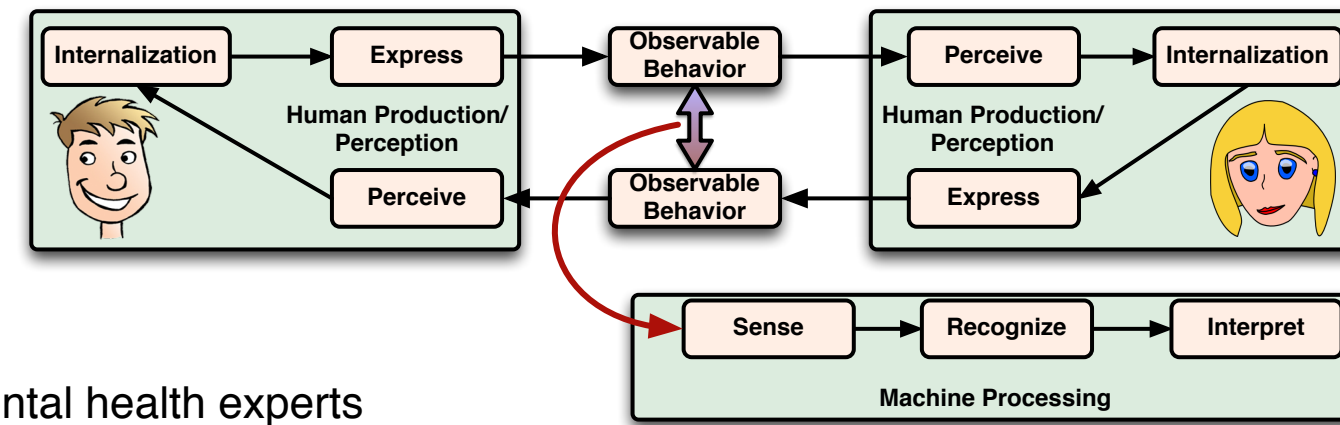 Internalization
Express
Observable
Behavior
Perceive
Internalization
Human Production/
Perception
Human Production/
Perception
Perceive
Observable
Behavior
Express
Sense
Recognize
Interpret
Machine Processing
ntal health experts